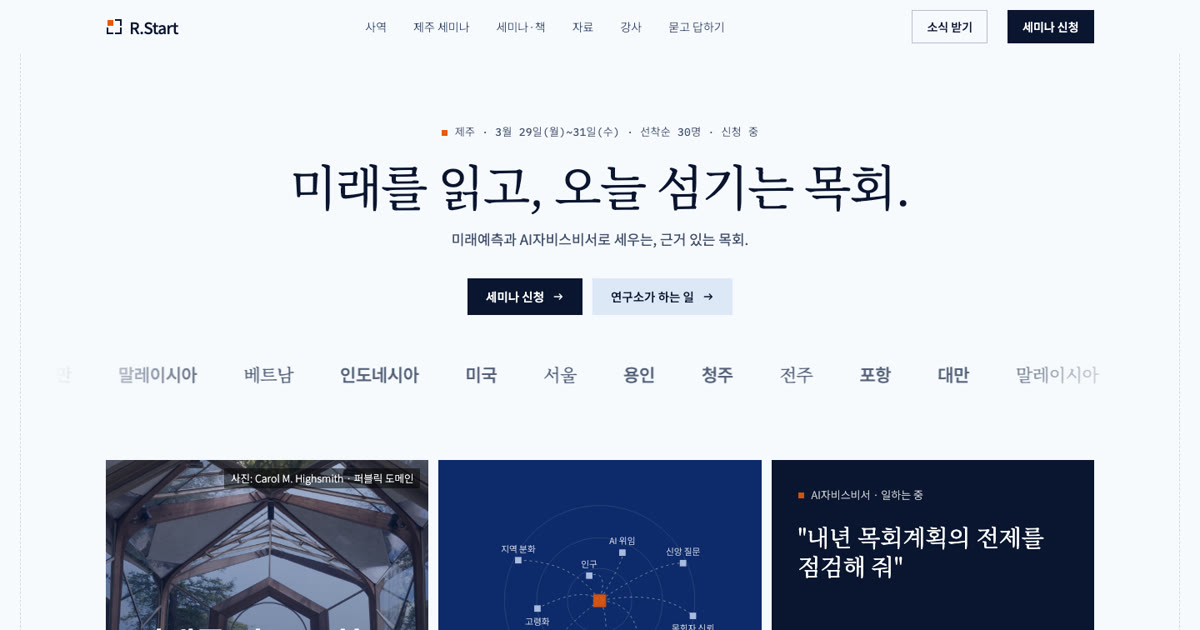 R.Start
사역
제주 세미나
세미나·책
자료
강사
묻고 답하기
소식 받기
세미나 신청
제주 · 3월 29일(월)~31일(수) · 선착순 30명 · 신청 중
미래를 읽고, 오늘 섬기는 목회.
미래예측과 AI자비스비서로 세우는, 근거 있는 목회.
세미나 신청 →
연구소가 하는 일 →
만 말레이시아 베트남 인도네시아 미국 서울 용인 청주 전주 포항 대만 말레이시아
사진: Carol M. Highsmith · 퍼블릭 도메인
AI 위임
지역 분화
신앙 질문
인구
고령화
목회자 신뢰
AI자비스비서 · 일하는 중
"내년 목회계획의 전제를
점검해 줘"